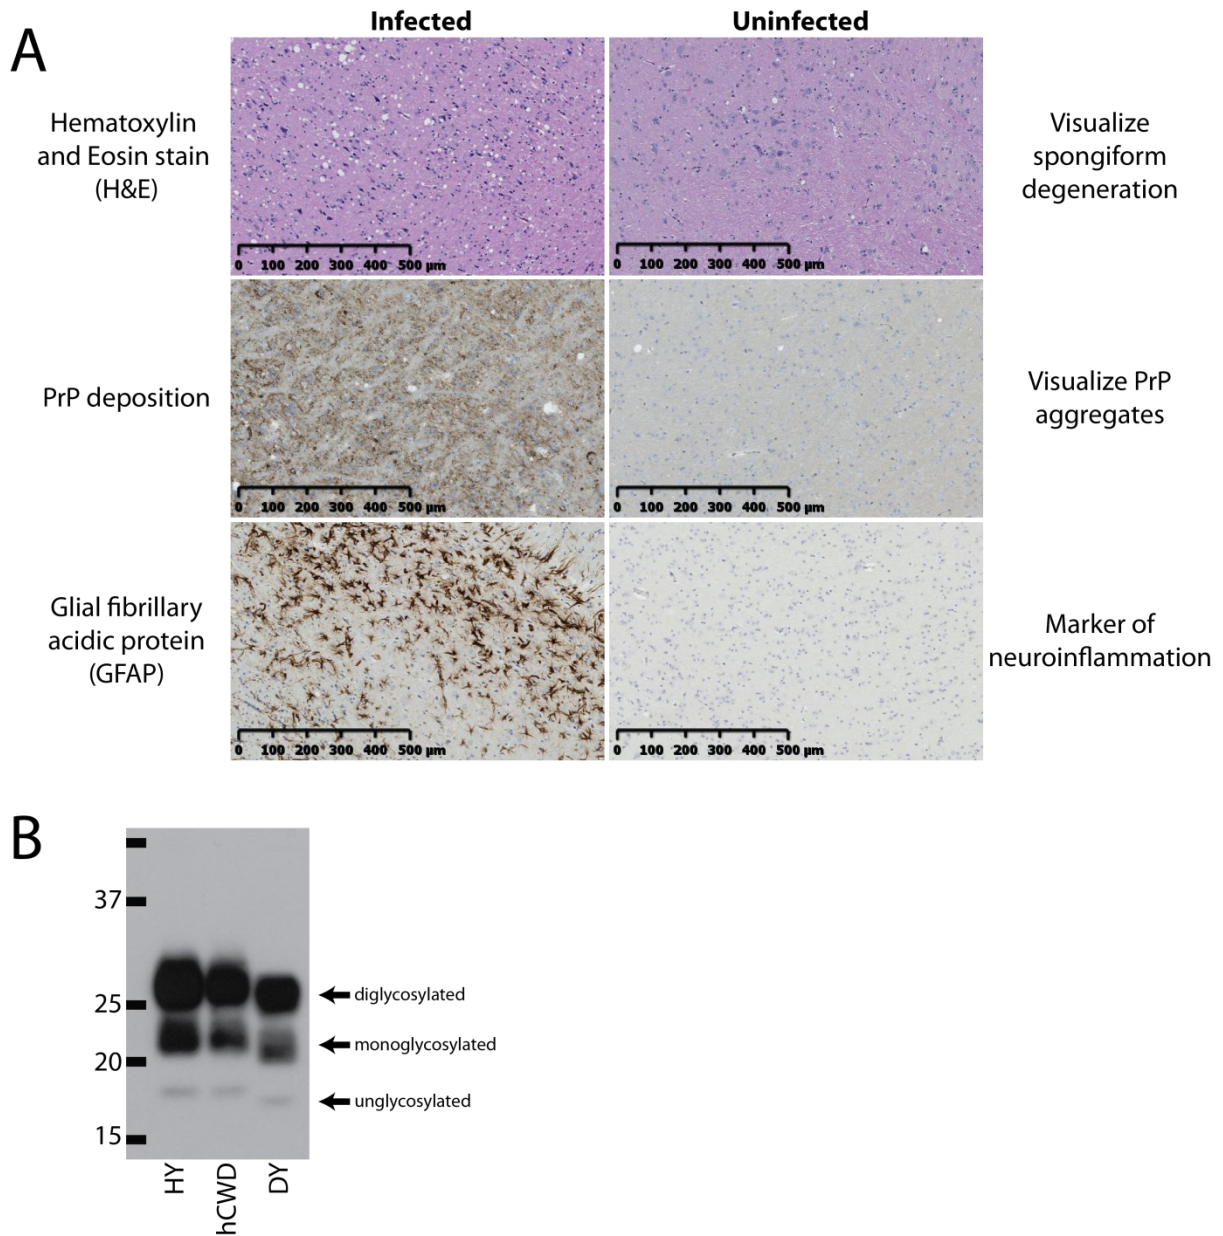 A
Infected
Uninfected
Hematoxylin
and Eosin stain
(H&E)
Visualize
spongiform
degeneration
0 100 200 300 400 500 µm
0 100 200 300 400 500 µm
PrP deposition
Visualize PrP
aggregates
0 100 200 300 400 500 µm
0 100 200 300 400 500 µm
Glial fibrillary
acidic protein
(GFAP)
Marker of
neuroinflammation
0 100 200 300 400 500 µm
0 100 200 300 400 500 µm
B
37
25
20
15
diglycosylated
monoglycosylated
unglycosylated
HY
hCWD
DY